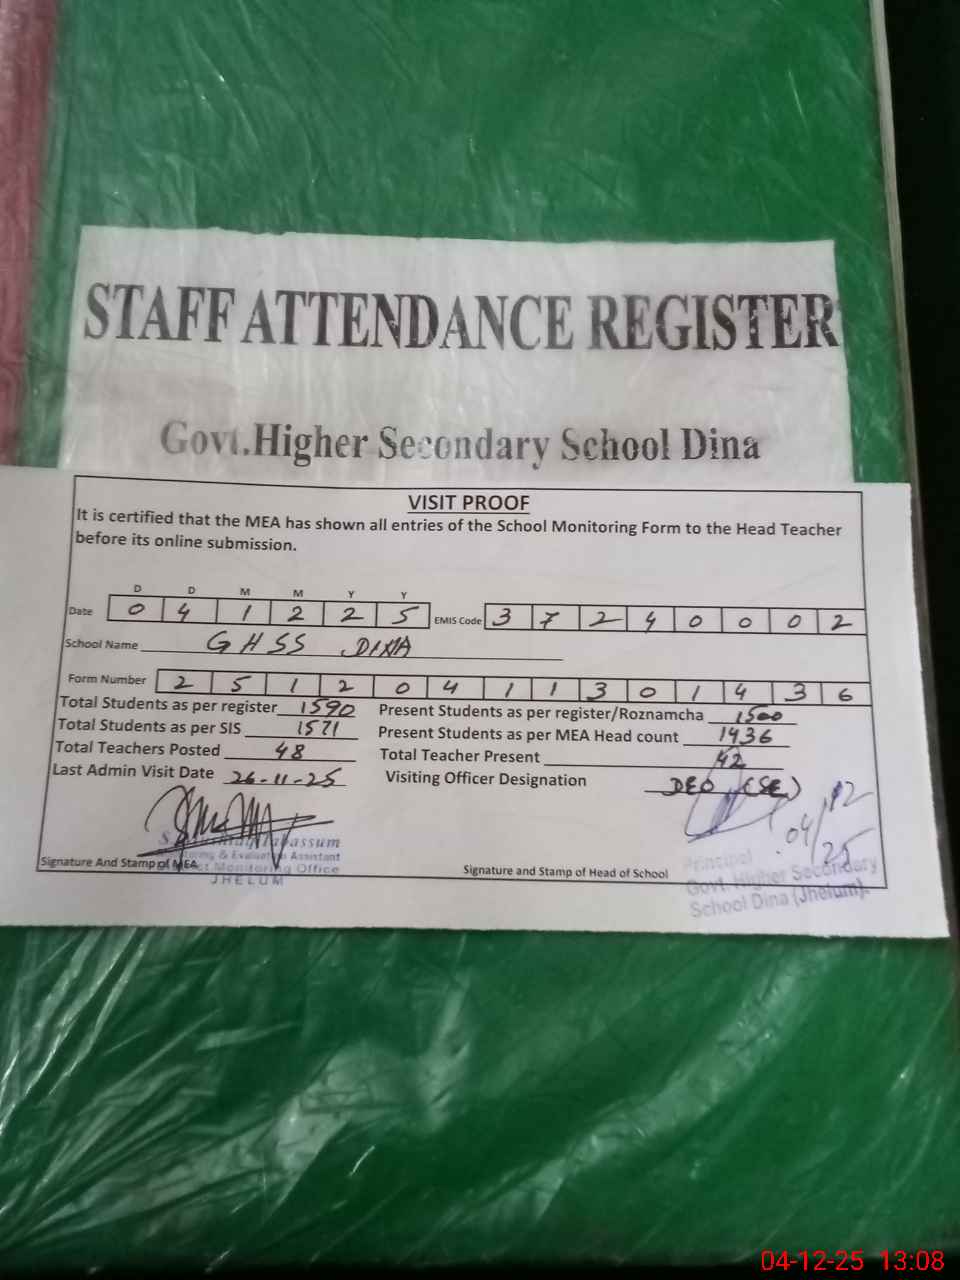 STAFF ATTENDANCE REGISTER
Govt.Higher Secondary School Dina
VISIT PROOF
It is certified that the MEA has shown all entries of the School Monitoring Form to the Head Teacher
before its online submission.
D D M M Y Y
Date 0 4 1 2 2 5 EMIS Code 3 7 2 4 0 0 0 2
School Name GHSS DINA
Form Number 2 5 1 2 0 4 1 1 3 0 1 4 3 6
Total Students as per register 1590 Present Students as per register/Roznamcha 1500
Total Students as per SIS 1571 Present Students as per MEA Head count 1436
Total Teachers Posted 48 Total Teacher Present 42
Last Admin Visit Date 26-11-25 Visiting Officer Designation DEO (SE)
04/12/25
Tabassum
& Evaluation Assistant
Monitoring Office
JHELUM
Signature And Stamp of MEA
Signature and Stamp of Head of School
Principal
Govt. Higher Secondary
School Dina (Jhelum).
04-12-25 13:08